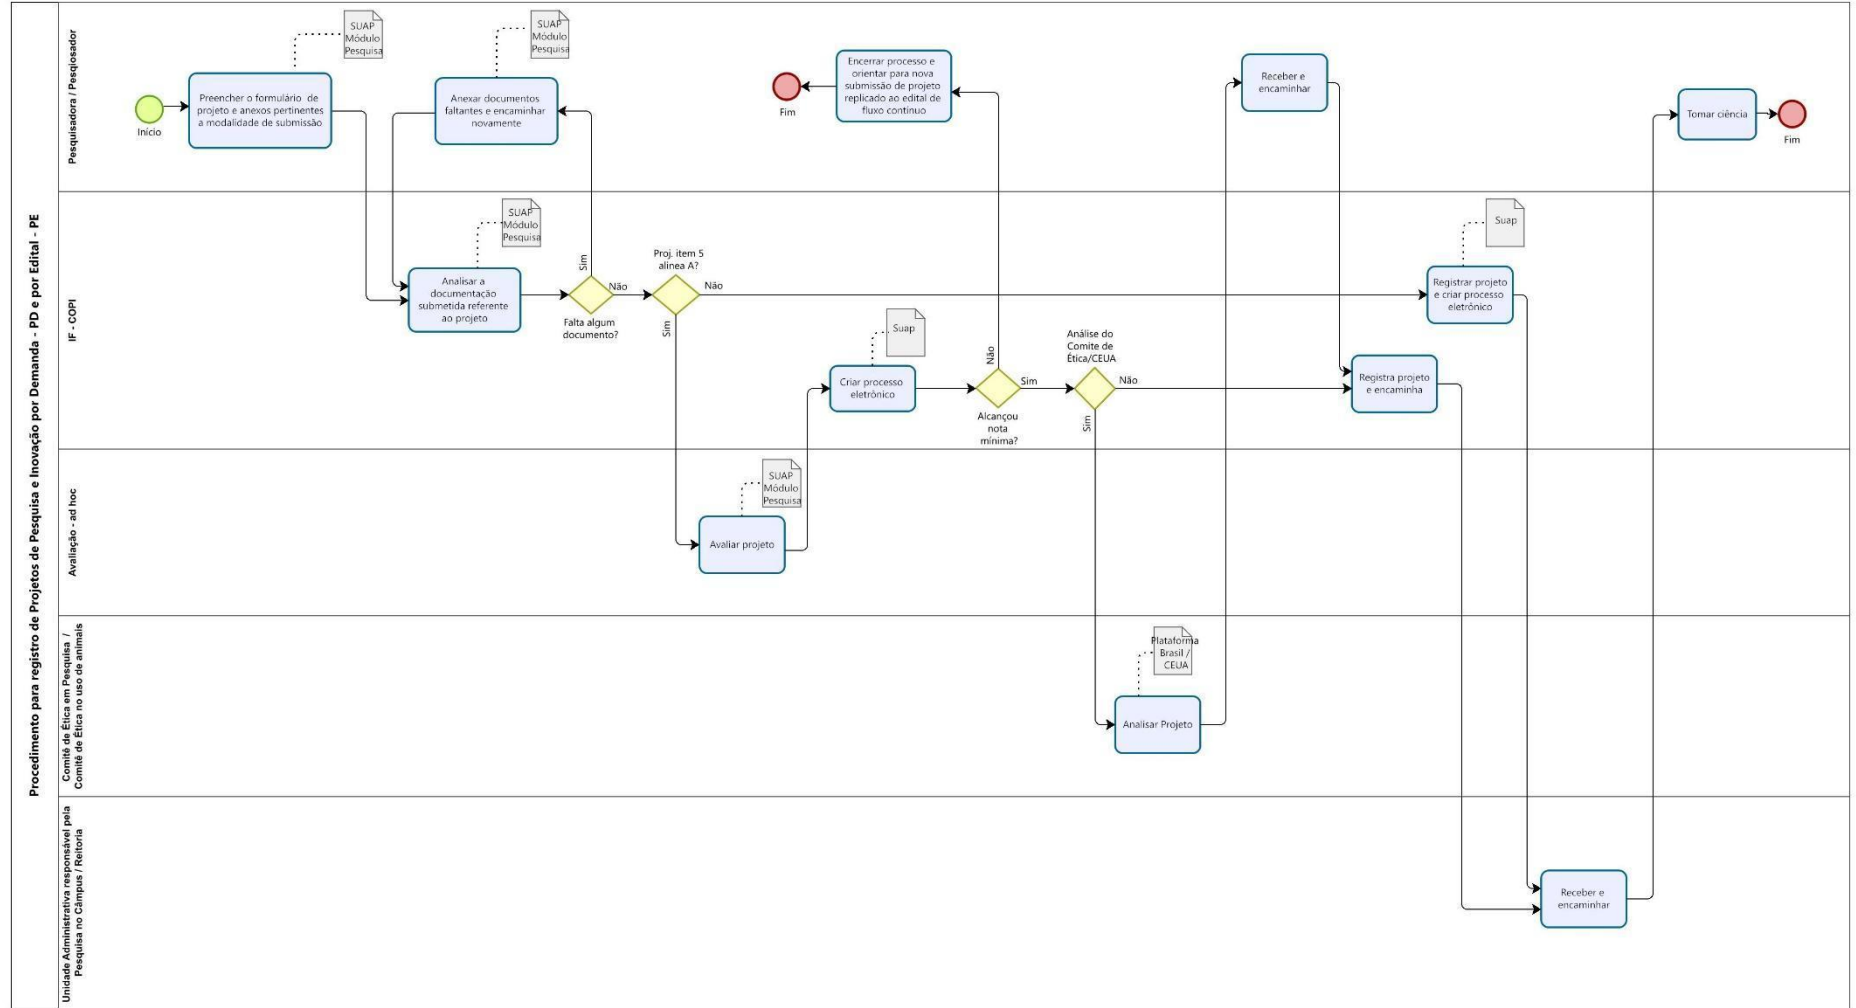 Procedimento para registro de Projetos de Pesquisa e Inovação por Demanda - PD e por Edital - PE
Pesquisadora / Pesqiosador
Início
Preencher o formulário de
projeto e anexos pertinentes
a modalidade de submissão
SUAP
Módulo
Pesquisa
Anexar documentos
faltantes e encaminhar
novamente
SUAP
Módulo
Pesquisa
Fim
Encerrar processo e
orientar para nova
submissão de projeto
replicado ao edital de
fluxo contínuo
Receber e
encaminhar
Tomar ciência
Fim
IF - COPI
Analisar a
documentação
submetida referente
ao projeto
SUAP
Módulo
Pesquisa
Sim
Não
Falta algum
documento?
Proj. item 5
alinea A?
Não
Sim
Criar processo
eletrônico
Suap
Não
Sim
Alcançou
nota
mínima?
Análise do
Comite de
Ética/CEUA
Não
Sim
Registra projeto
e encaminha
Registrar projeto
e criar processo
eletrônico
Suap
Avaliação - ad hoc
Avaliar projeto
SUAP
Módulo
Pesquisa
Comitê de Ética em Pesquisa /
Comitê de Ética no uso de animais
Analisar Projeto
Plataforma
Brasil /
CEUA
Unidade Administrativa responsável pela
Pesquisa no Câmpus / Reitoria
Receber e
encaminhar